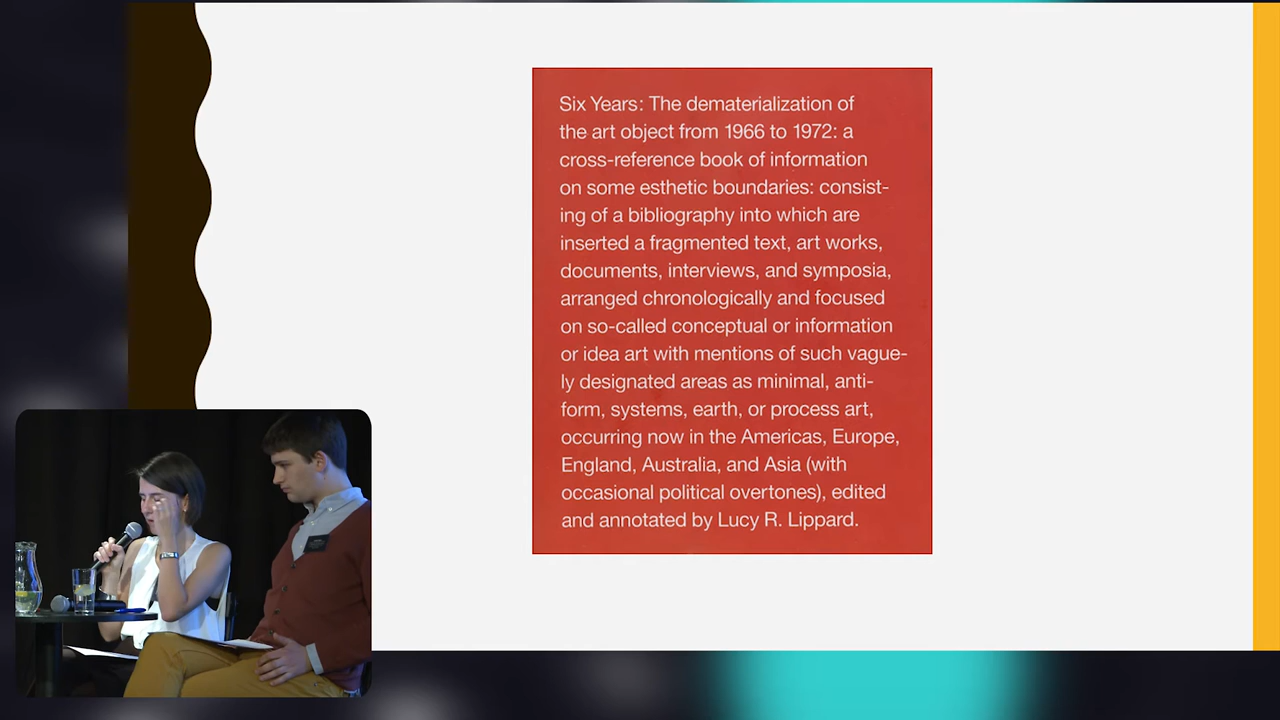 Six Years: The dematerialization of
the art object from 1966 to 1972: a
cross-reference book of information
on some esthetic boundaries: consist-
ing of a bibliography into which are
inserted a fragmented text, art works,
documents, interviews, and symposia,
arranged chronologically and focused
on so-called conceptual or information
or idea art with mentions of such vague-
ly designated areas as minimal, anti-
form, systems, earth, or process art,
occurring now in the Americas, Europe,
England, Australia, and Asia (with
occasional political overtones), edited
and annotated by Lucy R. Lippard.